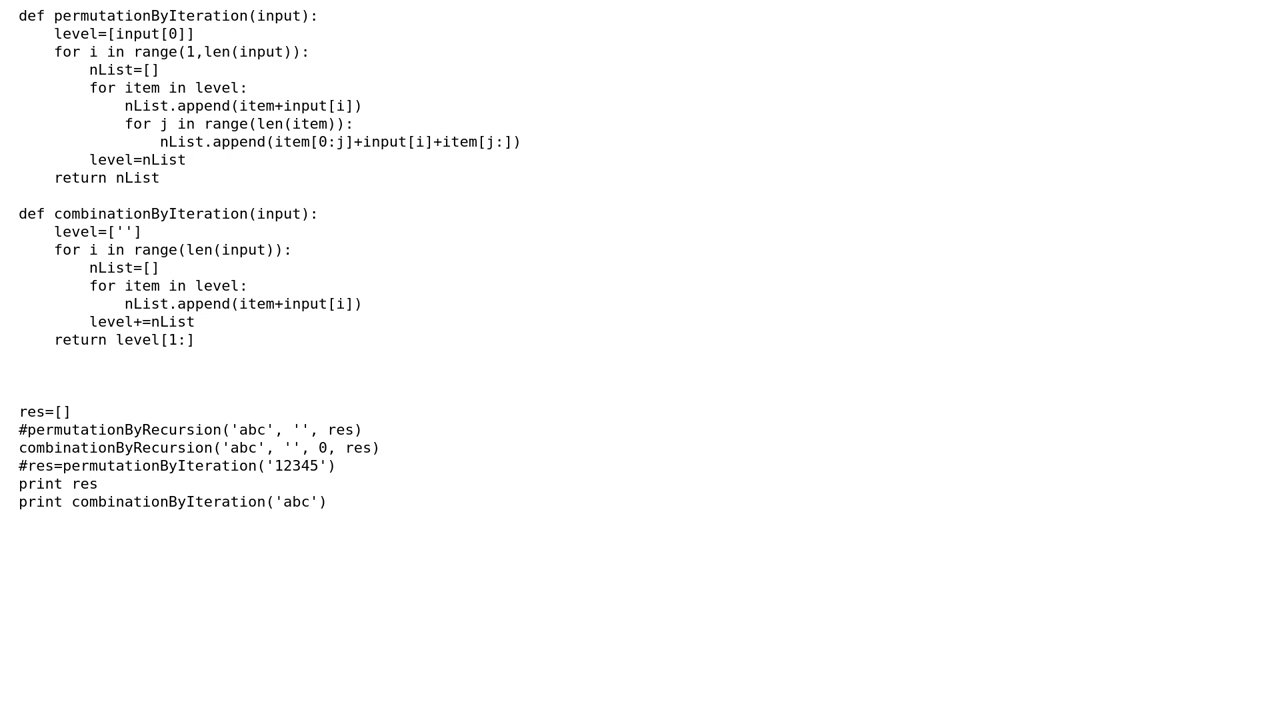 def permutationByIteration(input):
    level=[input[0]]
    for i in range(1,len(input)):
        nList=[]
        for item in level:
            nList.append(item+input[i])
            for j in range(len(item)):
                nList.append(item[0:j]+input[i]+item[j:])
        level=nList
    return nList

def combinationByIteration(input):
    level=['']
    for i in range(len(input)):
        nList=[]
        for item in level:
            nList.append(item+input[i])
        level+=nList
    return level[1:]



res=[]
#permutationByRecursion('abc', '', res)
combinationByRecursion('abc', '', 0, res)
#res=permutationByIteration('12345')
print res
print combinationByIteration('abc')